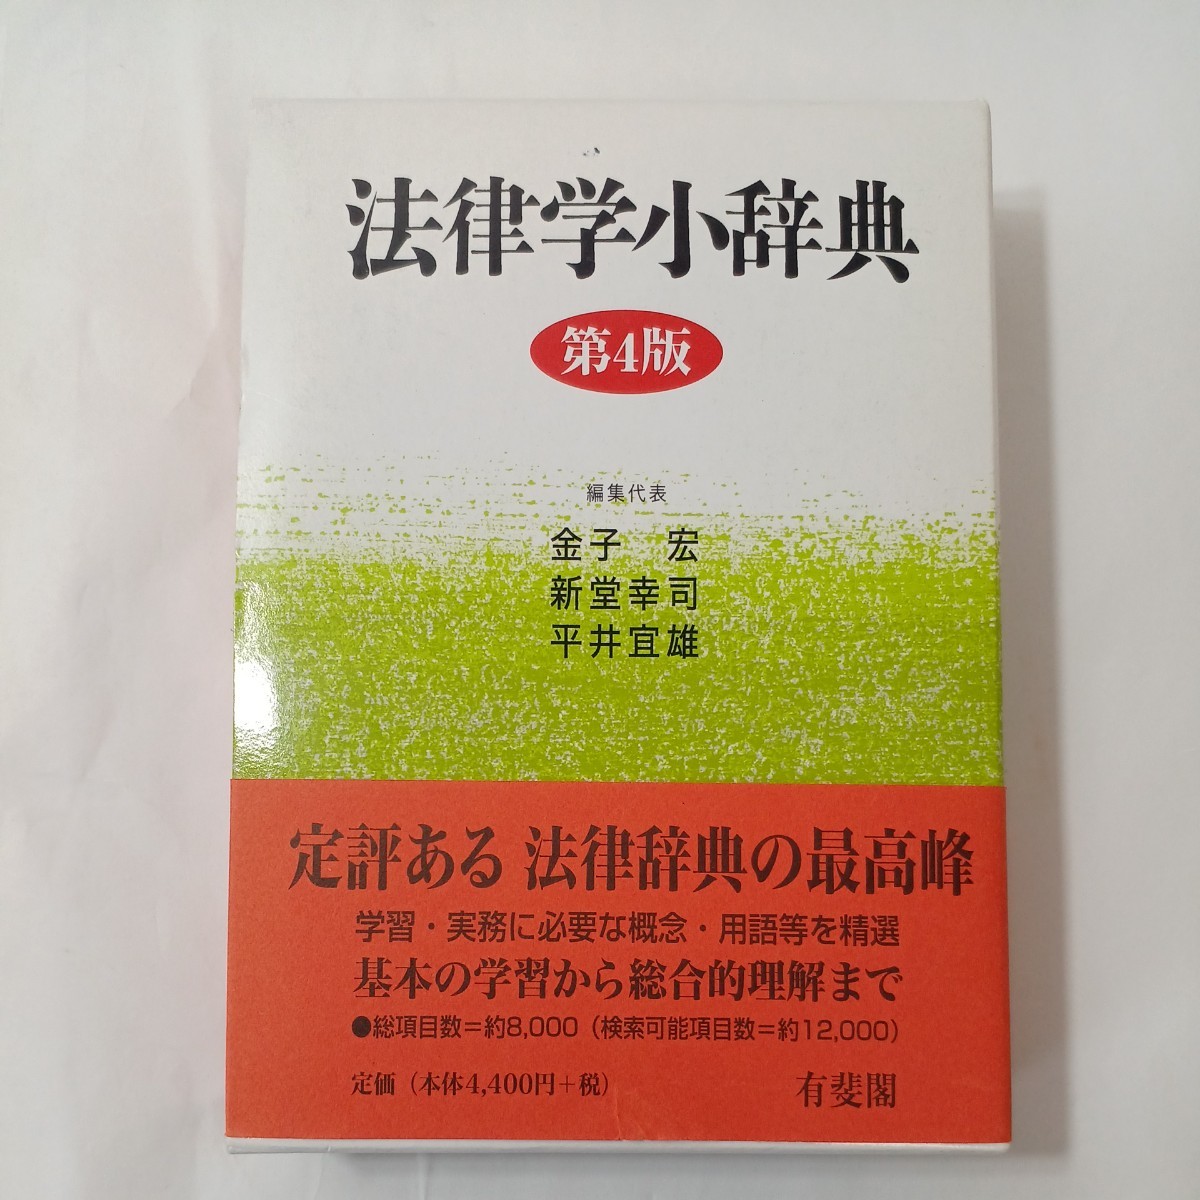 法律学小辞典
第4版
編集代表
金子　宏
新堂幸司
平井宜雄
定評ある 法律辞典の最高峰
学習・実務に必要な概念・用語等を精選
基本の学習から総合的理解まで
●総項目数＝約8,000（検索可能項目数＝約12,000）
定価（本体4,400円＋税）　有斐閣